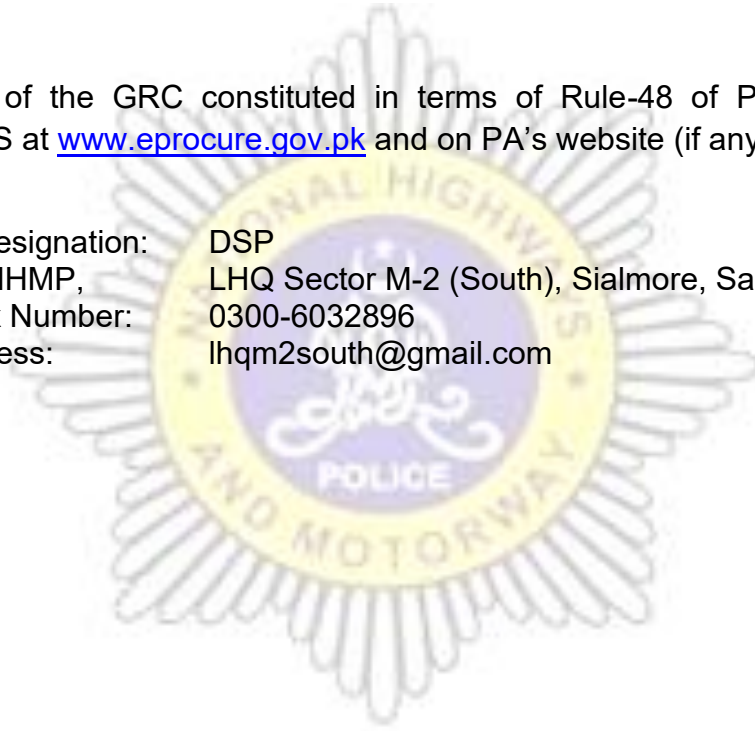 of the GRC constituted in terms of Rule-48 of P
S at www.eprocure.gov.pk and on PA’s website (if any
esignation: DSP
NHMP, LHQ Sector M-2 (South), Sialmore, Sa
Number: 0300-6032896
ess: lhqm2south@gmail.com
NATIONAL HIGHWAYS
AND MOTORWAY
POLICE